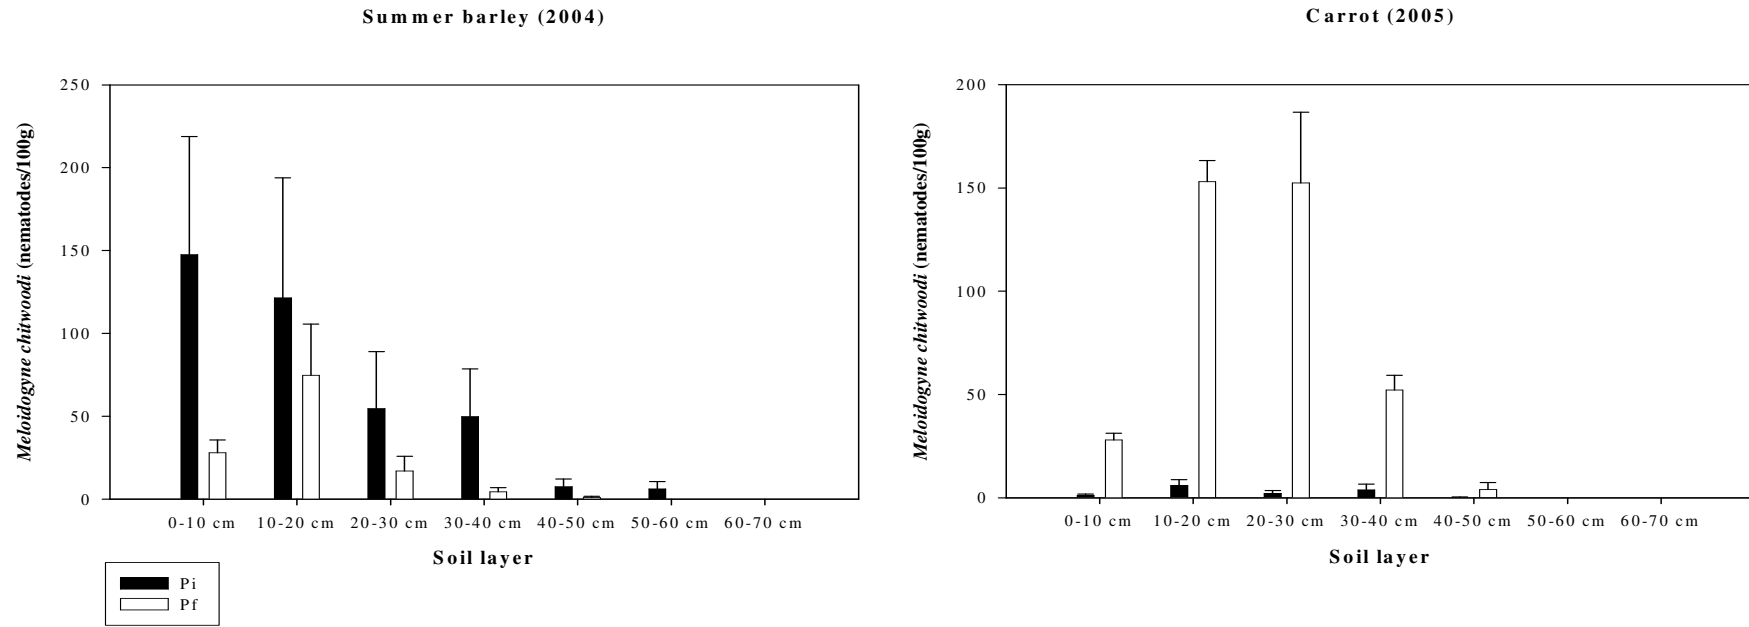 Summer barley (2004)
250
200
150
100
50
0
Meloidogyne chitwoodi (nematodes/100g)
0-10 cm 10-20 cm 20-30 cm 30-40 cm 40-50 cm 50-60 cm 60-70 cm
Soil layer
Pi
Pf
Carrot (2005)
200
150
100
50
0
Meloidogyne chitwoodi (nematodes/100g)
0-10 cm 10-20 cm 20-30 cm 30-40 cm 40-50 cm 50-60 cm 60-70 cm
Soil layer